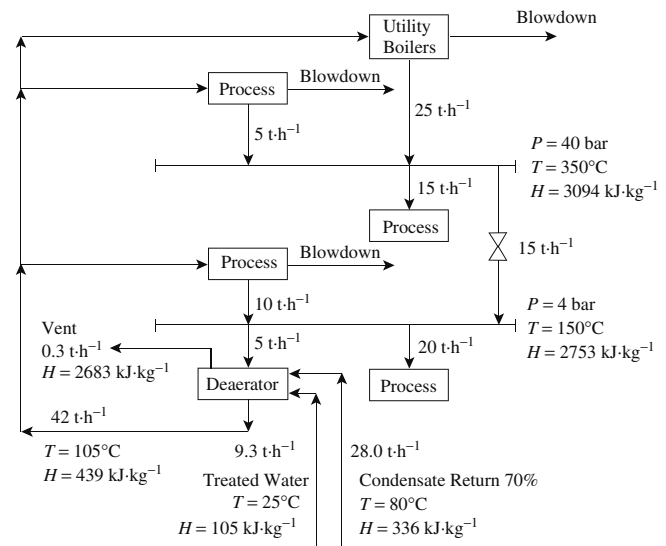 Blowdown
Utility
Boilers
Process
Blowdown
5 t·h⁻¹
25 t·h⁻¹
P = 40 bar
T = 350°C
H = 3094 kJ·kg⁻¹
15 t·h⁻¹
Process
15 t·h⁻¹
Process
Blowdown
10 t·h⁻¹
P = 4 bar
T = 150°C
H = 2753 kJ·kg⁻¹
Vent
0.3 t·h⁻¹
H = 2683 kJ·kg⁻¹
5 t·h⁻¹
20 t·h⁻¹
Deaerator
Process
42 t·h⁻¹
T = 105°C
H = 439 kJ·kg⁻¹
9.3 t·h⁻¹
Treated Water
T = 25°C
H = 105 kJ·kg⁻¹
28.0 t·h⁻¹
Condensate Return 70%
T = 80°C
H = 336 kJ·kg⁻¹